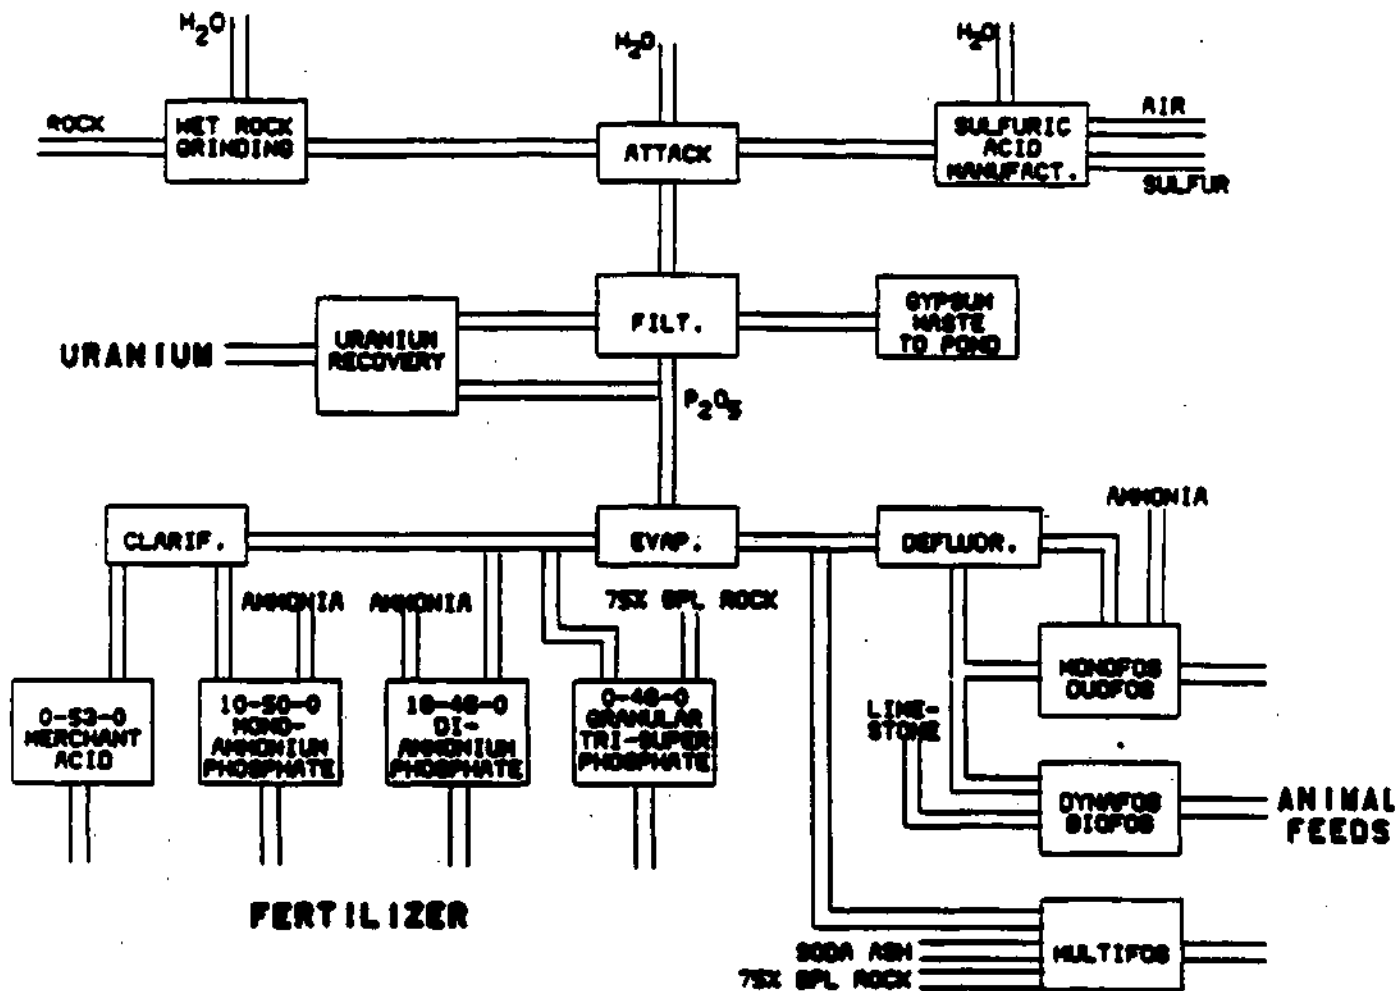 H2O
H2O
H2O
ROCK
WET ROCK
GRINDING
ATTACK
SULFURIC
ACID
MANUFACT.
AIR
SULFUR
URANIUM
URANIUM
RECOVERY
FILT.
GYPSUM
WASTE
TO POND
P2O5
CLARIF.
EVAP.
DEFLUOR.
AMMONIA
AMMONIA
AMMONIA
75% BPL ROCK
0-53-0
MERCHANT
ACID
10-50-0
MONO-
AMMONIUM
PHOSPHATE
18-46-0
DI-
AMMONIUM
PHOSPHATE
0-46-0
GRANULAR
TRI-SUPER
PHOSPHATE
LIME-
STONE
MONOFOS
DUOFOS
DYNAFOS
BIOFOS
ANIMAL
FEEDS
FERTILIZER
SODA ASH
75% BPL ROCK
MULTIFOS